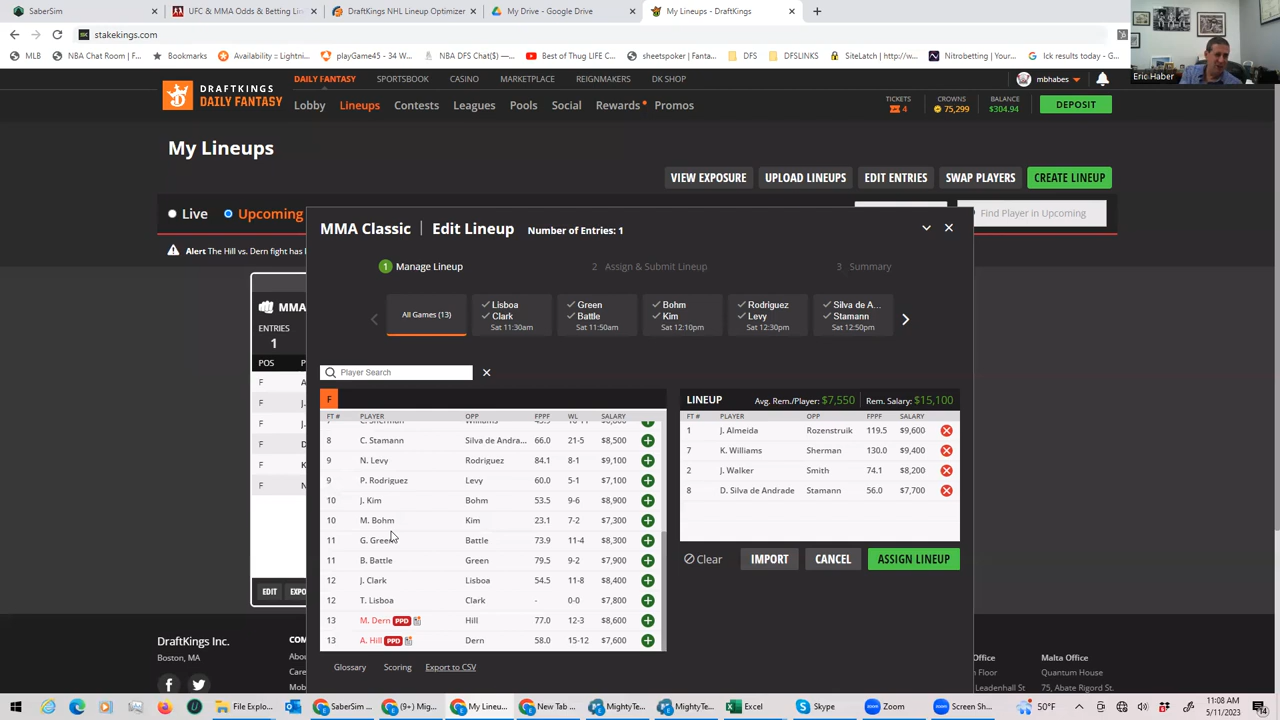 SaberSim
UFC & MMA Odds & Betting Lin
DraftKings NHL Lineup Optimizer
My Drive - Google Drive
My Lineups - DraftKings
stakekings.com
MLB
NBA Chat Room | F...
Bookmarks
Availability :: Lightni...
playGame45 - 34 W...
NBA DFS Chat($) -...
Best of Thug LIFE C...
sheetspoker | Fanta...
DFS
DFSLINKS
SiteLatch | http://w...
Nitrobetting | Your...
!ck results today - G...
Eric Haber
DRAFTKINGS
DAILY FANTASY
DAILY FANTASY
SPORTSBOOK
CASINO
MARKETPLACE
REIGNMAKERS
DK SHOP
mbhabes
Lobby
Lineups
Contests
Leagues
Pools
Social
Rewards
Promos
TICKETS
4
CROWNS
75,299
BALANCE
$304.94
DEPOSIT
My Lineups
VIEW EXPOSURE
UPLOAD LINEUPS
EDIT ENTRIES
SWAP PLAYERS
CREATE LINEUP
Live
Upcoming
Find Player in Upcoming
Alert The Hill vs. Dern fight has
MMA Classic
Edit Lineup
Number of Entries: 1
1 Manage Lineup
2 Assign & Submit Lineup
3 Summary
All Games (13)
Lisboa
Clark
Sat 11:30am
Green
Battle
Sat 11:50am
Bohm
Kim
Sat 12:10pm
Rodriguez
Levy
Sat 12:30pm
Silva de A...
Stamann
Sat 12:50pm
MMA
ENTRIES
1
POS
F
F
F
F
F
F
EDIT
EXPO
Player Search
F
FT # PLAYER OPP FPPF WL SALARY
8 C. Stamann Silva de Andra... 66.0 21-5 $8,500
9 N. Levy Rodriguez 84.1 8-1 $9,100
9 P. Rodriguez Levy 60.0 5-1 $7,100
10 J. Kim Bohm 53.5 9-6 $8,900
10 M. Bohm Kim 23.1 7-2 $7,300
11 G. Green Battle 73.9 11-4 $8,300
11 B. Battle Green 79.5 9-2 $7,900
12 J. Clark Lisboa 54.5 11-8 $8,400
12 T. Lisboa Clark - 0-0 $7,800
13 M. Dern PPD Hill 77.0 12-3 $8,600
13 A. Hill PPD Dern 58.0 15-12 $7,600
Glossary
Scoring
Export to CSV
LINEUP
Avg. Rem./Player: $7,550
Rem. Salary: $15,100
FT # PLAYER OPP FPPF SALARY
1 J. Almeida Rozenstruik 119.5 $9,600
7 K. Williams Sherman 130.0 $9,400
2 J. Walker Smith 74.1 $8,200
8 D. Silva de Andrade Stamann 56.0 $7,700
Clear
IMPORT
CANCEL
ASSIGN LINEUP
DraftKings Inc.
Boston, MA
Malta Office
Quantum House
75, Abate Rigord St.
File Explo...
SaberSim ...
(9+) Mig...
My Lineu...
New Tab ...
MightyTe...
MightyTe...
Excel
Skype
Zoom
Screen Sh...
50°F
11:08 AM
5/11/2023